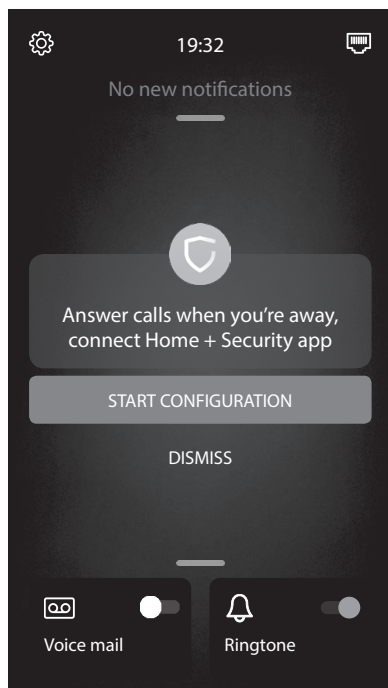 19:32
No new notifications
Answer calls when you're away,
connect Home + Security app
START CONFIGURATION
DISMISS
Voice mail
Ringtone